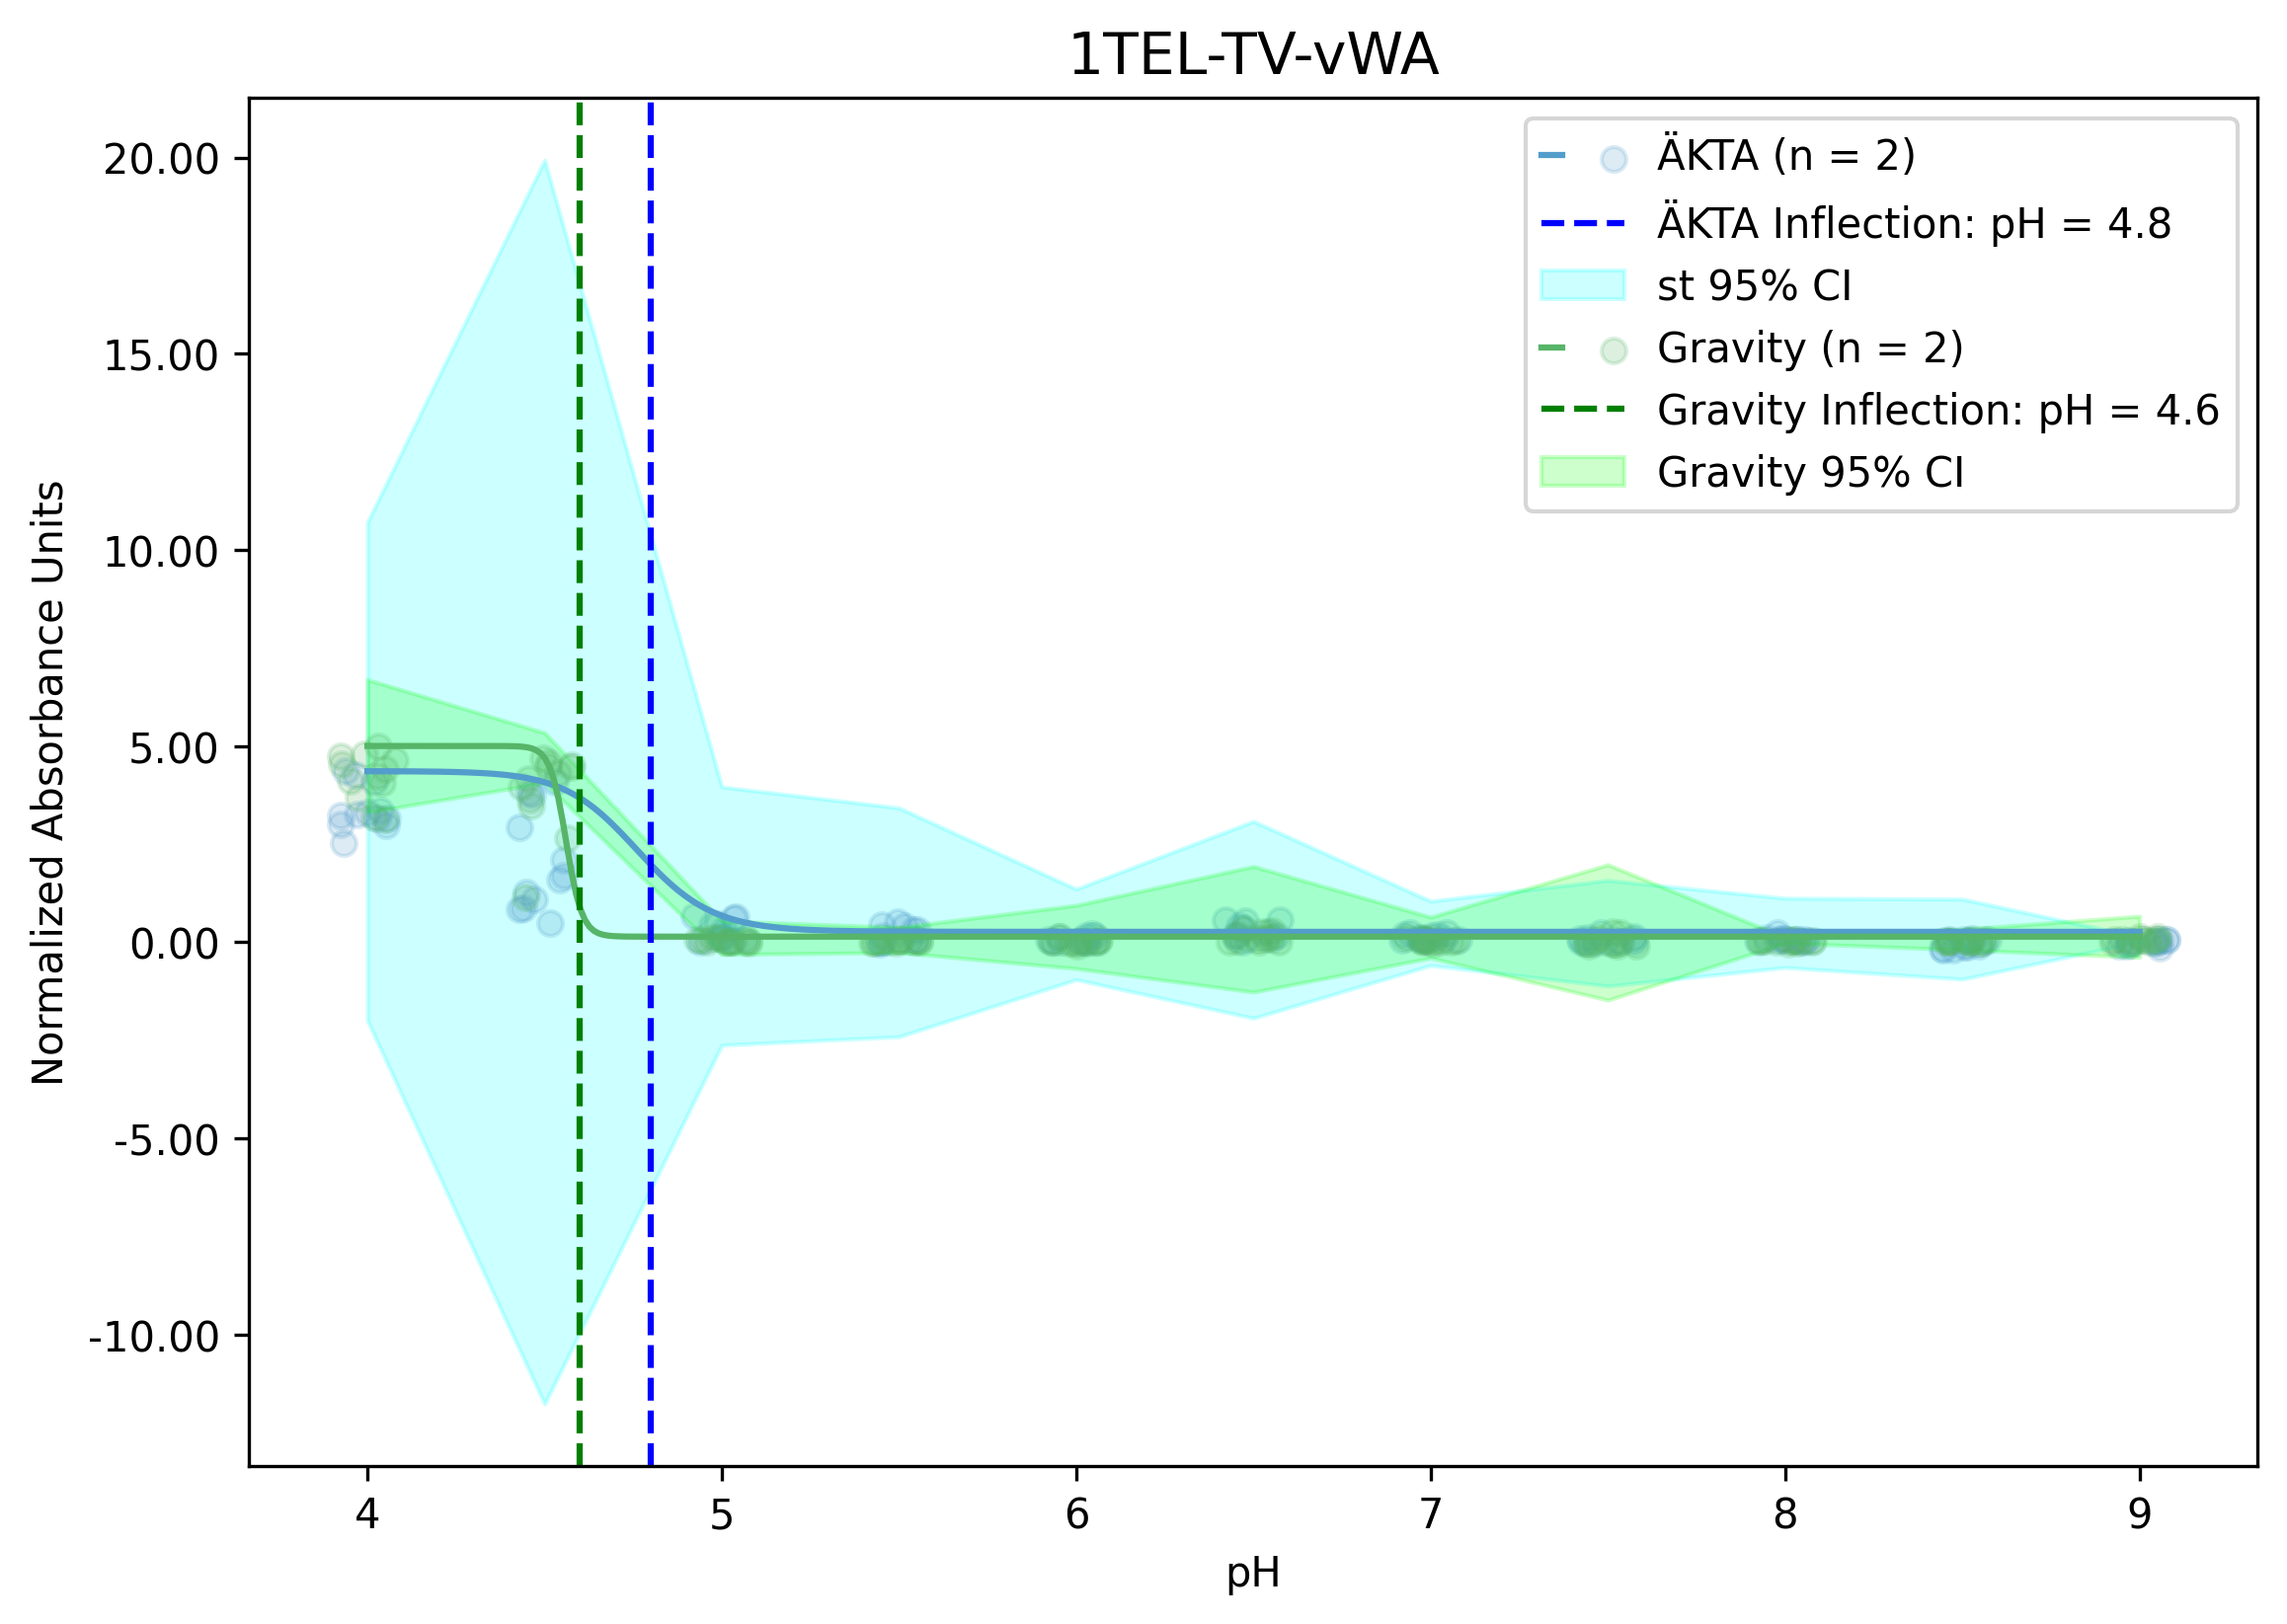 1TEL-TV-vWA
Normalized Absorbance Units
20.00
15.00
10.00
5.00
0.00
-5.00
-10.00
ÄKTA (n = 2)
ÄKTA Inflection: pH = 4.8
st 95% CI
Gravity (n = 2)
Gravity Inflection: pH = 4.6
Gravity 95% CI
4 5 6 7 8 9
pH